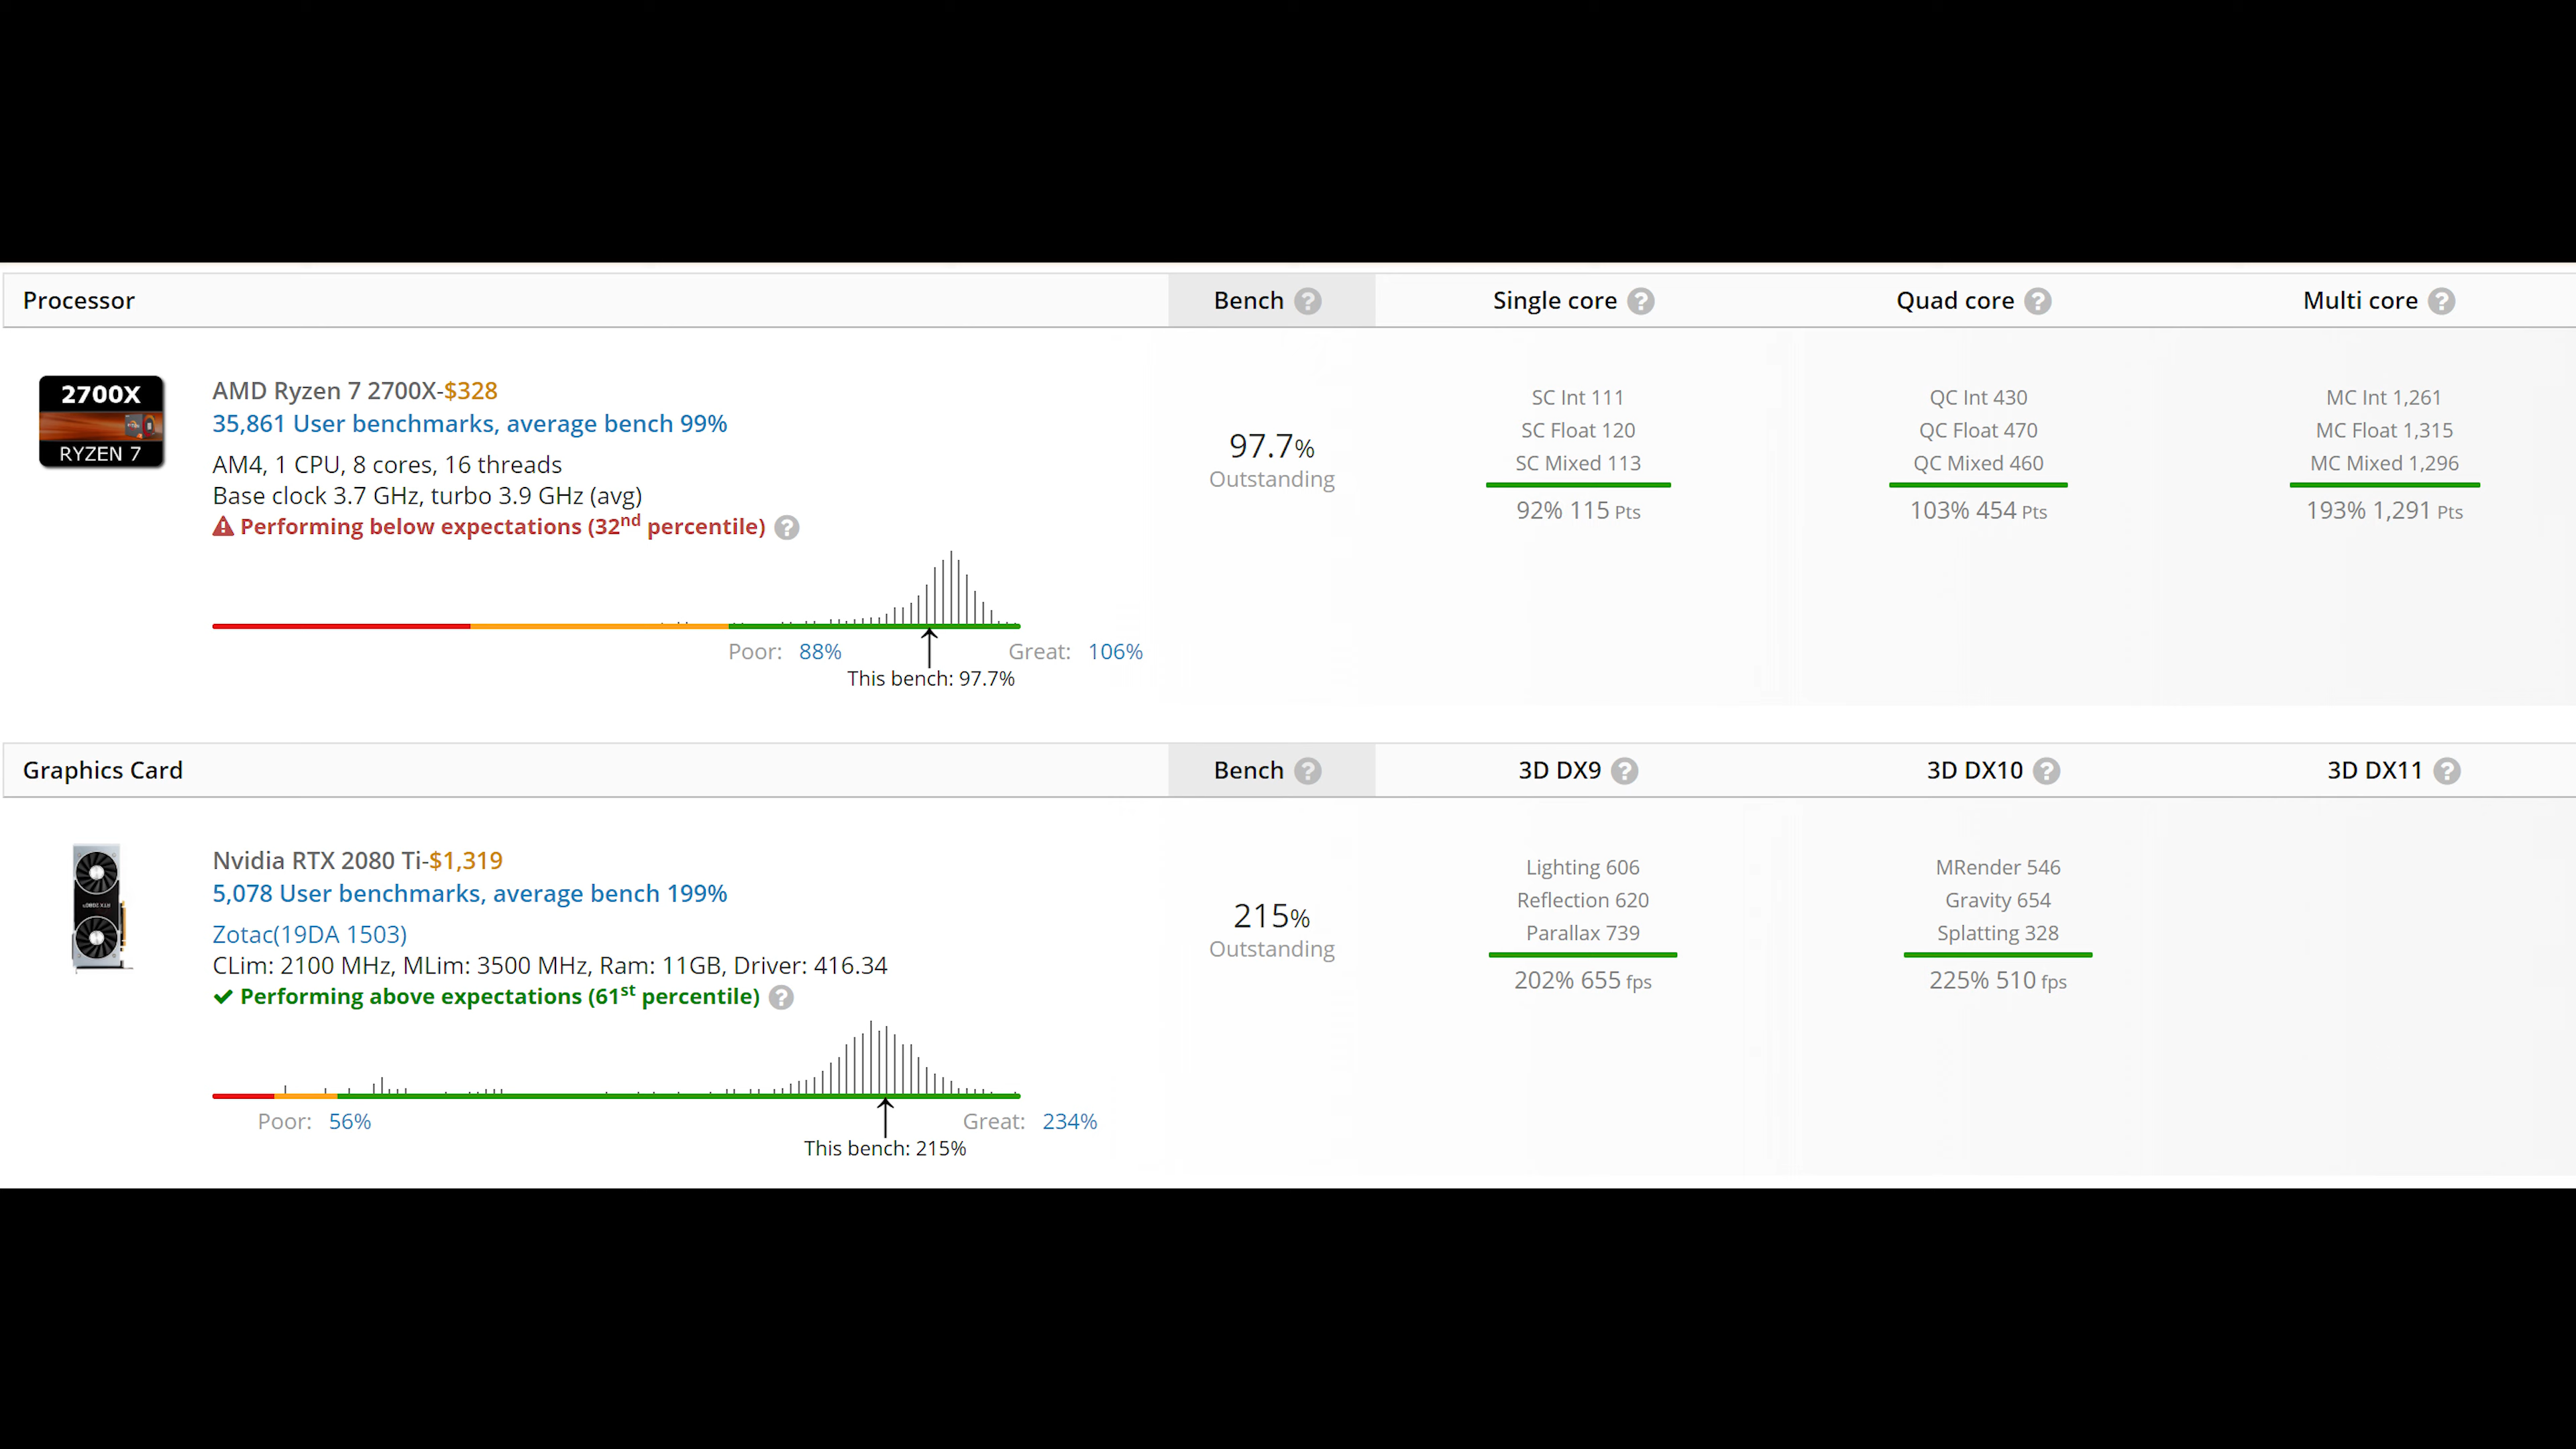 Processor Bench ? Single core ? Quad core ? Multi core ?
2700X
RYZEN 7
AMD Ryzen 7 2700X-$328
35,861 User benchmarks, average bench 99%
AM4, 1 CPU, 8 cores, 16 threads
Base clock 3.7 GHz, turbo 3.9 GHz (avg)
Performing below expectations (32nd percentile) ?
Poor: 88% Great: 106%
This bench: 97.7%
97.7%
Outstanding
SC Int 111
SC Float 120
SC Mixed 113
92% 115 Pts
QC Int 430
QC Float 470
QC Mixed 460
103% 454 Pts
MC Int 1,261
MC Float 1,315
MC Mixed 1,296
193% 1,291 Pts
Graphics Card Bench ? 3D DX9 ? 3D DX10 ? 3D DX11 ?
RTX 2080Ti
Nvidia RTX 2080 Ti-$1,319
5,078 User benchmarks, average bench 199%
Zotac(19DA 1503)
CLim: 2100 MHz, MLim: 3500 MHz, Ram: 11GB, Driver: 416.34
Performing above expectations (61st percentile) ?
Poor: 56% Great: 234%
This bench: 215%
215%
Outstanding
Lighting 606
Reflection 620
Parallax 739
202% 655 fps
MRender 546
Gravity 654
Splatting 328
225% 510 fps